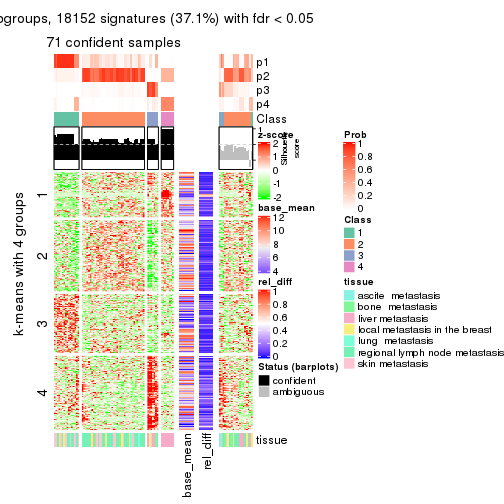 ogroups, 18152 signatures (37.1%) with fdr < 0.05
71 confident samples
p1
p2
p3
p4
Class
1
Silhouette
score
k-means with 4 groups
1
2
3
4
tissue
base_mean
rel_diff
z-score
2
1
0
-1
-2
base_mean
12
10
8
6
4
rel_diff
1
0.8
0.6
0.4
0.2
0
Status (barplots)
confident
ambiguous
Prob
1
0.8
0.6
0.4
0.2
0
Class
1
2
3
4
tissue
ascite metastasis
bone metastasis
liver metastasis
local metastasis in the breast
lung metastasis
regional lymph node metastasis
skin metastasis